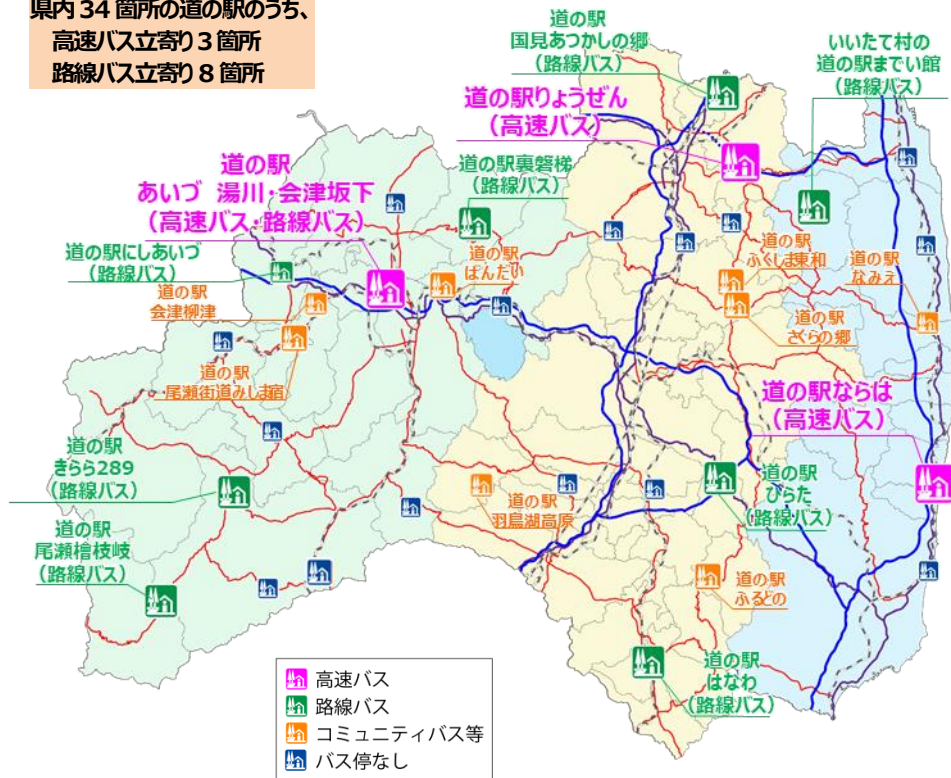 県内34箇所の道の駅のうち、
高速バス立寄り3箇所
路線バス立寄り8箇所
道の駅
国見あつかしの郷
(路線バス)
いいたて村の
道の駅までい館
(路線バス)
道の駅りょうぜん
(高速バス)
道の駅
あいづ 湯川・会津坂下
(高速バス・路線バス)
道の駅裏磐梯
(路線バス)
道の駅にしあいづ
(路線バス)
道の駅
ばんだい
道の駅
ふくしま東和
道の駅
なみえ
道の駅
会津柳津
道の駅
さくらの郷
道の駅
尾瀬街道みしま宿
道の駅ならは
(高速バス)
道の駅
きらら289
(路線バス)
道の駅
羽鳥湖高原
道の駅
ひらた
(路線バス)
道の駅
尾瀬檜枝岐
(路線バス)
道の駅
ふるどの
道の駅
はなわ
(路線バス)
高速バス
路線バス
コミュニティバス等
バス停なし